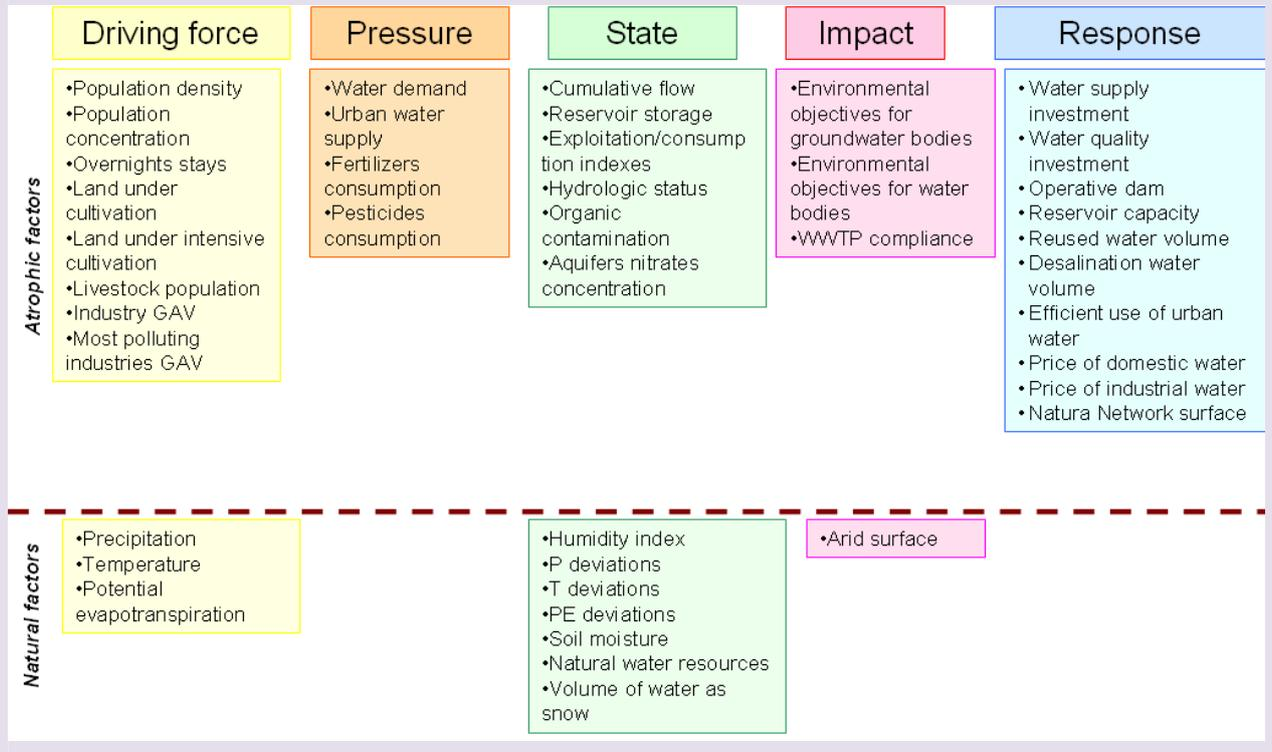 Driving force
Pressure
State
Impact
Response
Atrophic factors
•Population density
•Population
concentration
•Overnights stays
•Land under
cultivation
•Land under intensive
cultivation
•Livestock population
•Industry GAV
•Most polluting
industries GAV
•Water demand
•Urban water
supply
•Fertilizers
consumption
•Pesticides
consumption
•Cumulative flow
•Reservoir storage
•Exploitation/consump
tion indexes
•Hydrologic status
•Organic
contamination
•Aquifers nitrates
concentration
•Environmental
objectives for
groundwater bodies
•Environmental
objectives for water
bodies
•WWTP compliance
• Water supply
investment
• Water quality
investment
• Operative dam
• Reservoir capacity
• Reused water volume
• Desalination water
volume
• Efficient use of urban
water
• Price of domestic water
• Price of industrial water
• Natura Network surface
Natural factors
•Precipitation
•Temperature
•Potential
evapotranspiration
•Humidity index
•P deviations
•T deviations
•PE deviations
•Soil moisture
•Natural water resources
•Volume of water as
snow
•Arid surface